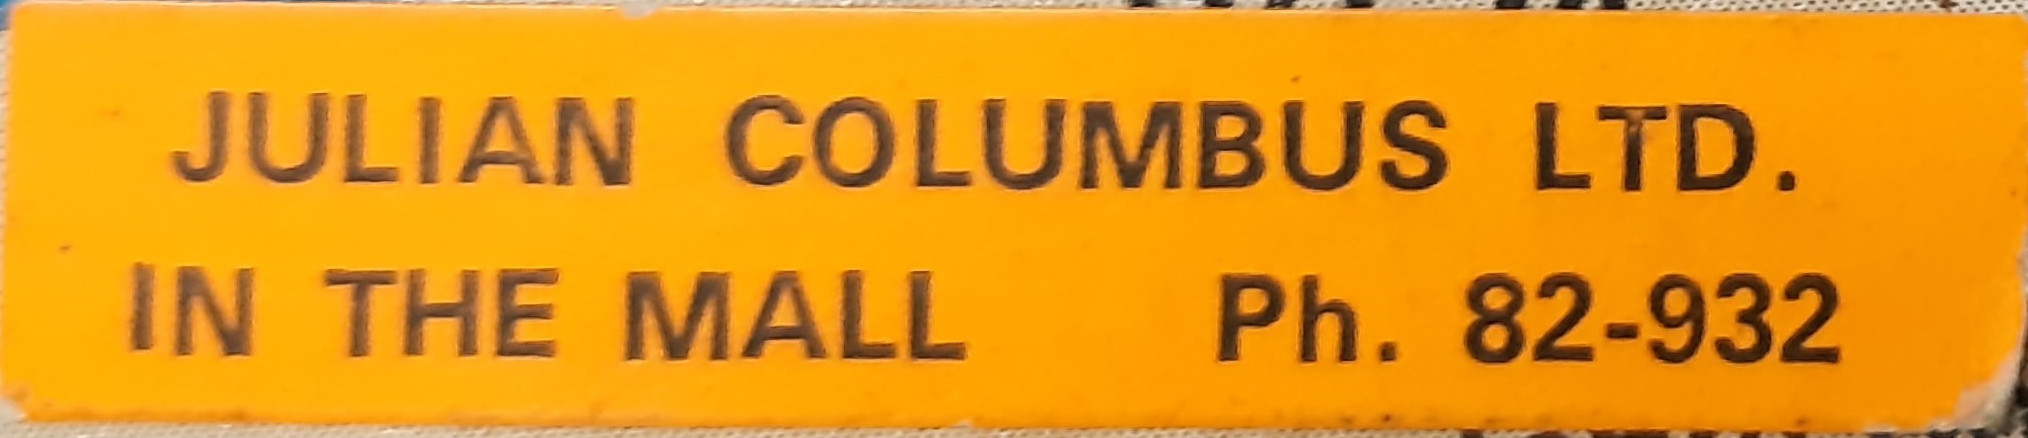 JULIAN COLUMBUS LTD.
IN THE MALL Ph. 82-932